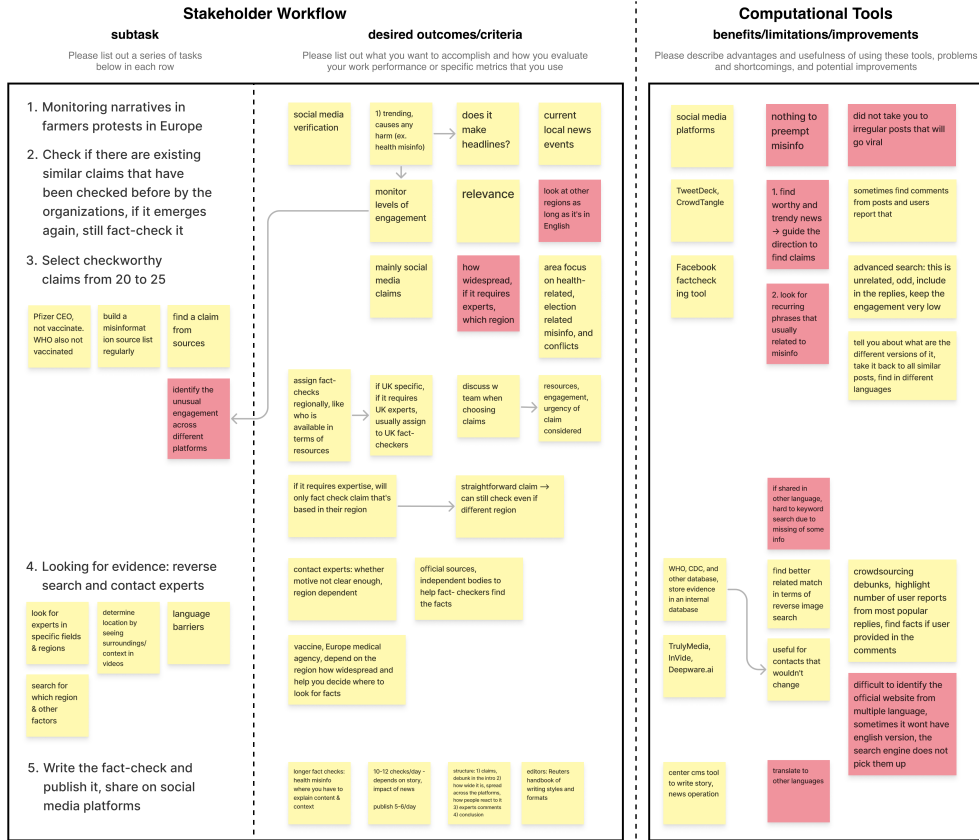 Stakeholder Workflow
Computational Tools
subtask
Please list out a series of tasks
below in each row
desired outcomes/criteria
Please list out what you want to accomplish and how you evaluate
your work performance or specific metrics that you use
benefits/limitations/improvements
Please describe advantages and usefulness of using these tools, problems
and shortcomings, and potential improvements
1. Monitoring narratives in
farmers protests in Europe
2. Check if there are existing
similar claims that have
been checked before by the
organizations, if it emerges
again, still fact-check it
3. Select checkworthy
claims from 20 to 25
Pfizer CEO,
not vaccinate.
WHO also not
vaccinated
build a
misinformat
ion source list
regularly
find a claim
from
sources
identify the
unusual
engagement
across
different
platforms
social media
verification
1) trending,
causes any
harm (ex.
health misinfo)
does it
make
headlines?
current
local news
events
monitor
levels of
engagement
relevance
look at other
regions as
long as it's in
English
mainly social
media
claims
how
widespread,
if it requires
experts,
which region
area focus
on health-
related,
election
related
misinfo, and
conflicts
assign fact-
checks
regionally, like
who is
available in
terms of
resources
if UK specific,
if it requires
UK experts,
usually assign
to UK fact-
checkers
discuss w
team when
choosing
claims
resources,
engagement,
urgency of
claim
considered
if it requires expertise, will
only fact check claim that's
based in their region
straightforward claim →
can still check even if
different region
social media
platforms
nothing to
preempt
misinfo
did not take you to
irregular posts that will
go viral
TweetDeck,
CrowdTangle
1. find
worthy and
trendy news
→ guide the
direction to
find claims
sometimes find comments
from posts and users
report that
Facebook
factcheck
ing tool
2. look for
recurring
phrases that
usually
related to
misinfo
advanced search: this is
unrelated, odd, include
in the replies, keep the
engagement very low
tell you about what are the
different versions of it,
take it back to all similar
posts, find in different
languages
if shared in
other language,
hard to keyword
search due to
missing of some
info
4. Looking for evidence: reverse
search and contact experts
look for
experts in
specific fields
& regions
determine
location by
seeing
surroundings/
context in
videos
language
barriers
search for
which region
& other
factors
contact experts: whether
motive not clear enough,
region dependent
official sources,
independent bodies to
help fact- checkers find
the facts
vaccine, Europe medical
agency, depend on the
region how widespread and
help you decide where to
look for facts
WHO, CDC, and
other database,
store evidence
in an internal
database
find better
related match
in terms of
reverse image
search
crowdsourcing
debunks, highlight
number of user reports
from most popular
replies, find facts if user
provided in the
comments
TrulyMedia,
InVide,
Deepware.ai
useful for
contacts that
wouldn't
change
difficult to identify the
official website from
multiple language,
sometimes it wont have
english version, the
search engine does not
pick them up
5. Write the fact-check and
publish it, share on social
media platforms
longer fact checks:
health misinfo
where you have to
explain content &
context
10–12 checks/day -
depends on story,
impact of news
publish 5-6/day
structure: 1) claims,
debunk in the intro 2)
how wide it is, spread
across the platforms,
how people react to it
3) experts comments
4) conclusion
editors: Reuters
handbook of
writing styles and
formats
center cms tool
to write story,
news operation
translate to
other languages